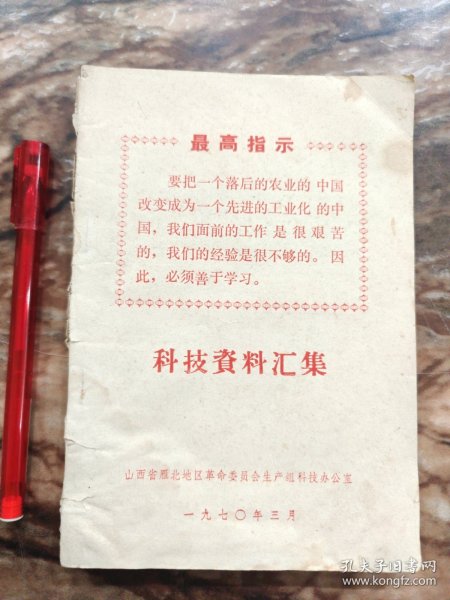 最高指示
要把一个落后的农业的中国
改变成为一个先进的工业化的中
国，我们面前的工作是很艰苦
的，我们的经验是很不够的。因
此，必须善于学习。
科技資料汇集
山西省雁北地区革命委员会生产组科技办公室
一九七〇年三月
孔夫子旧书网
www.kongfz.com